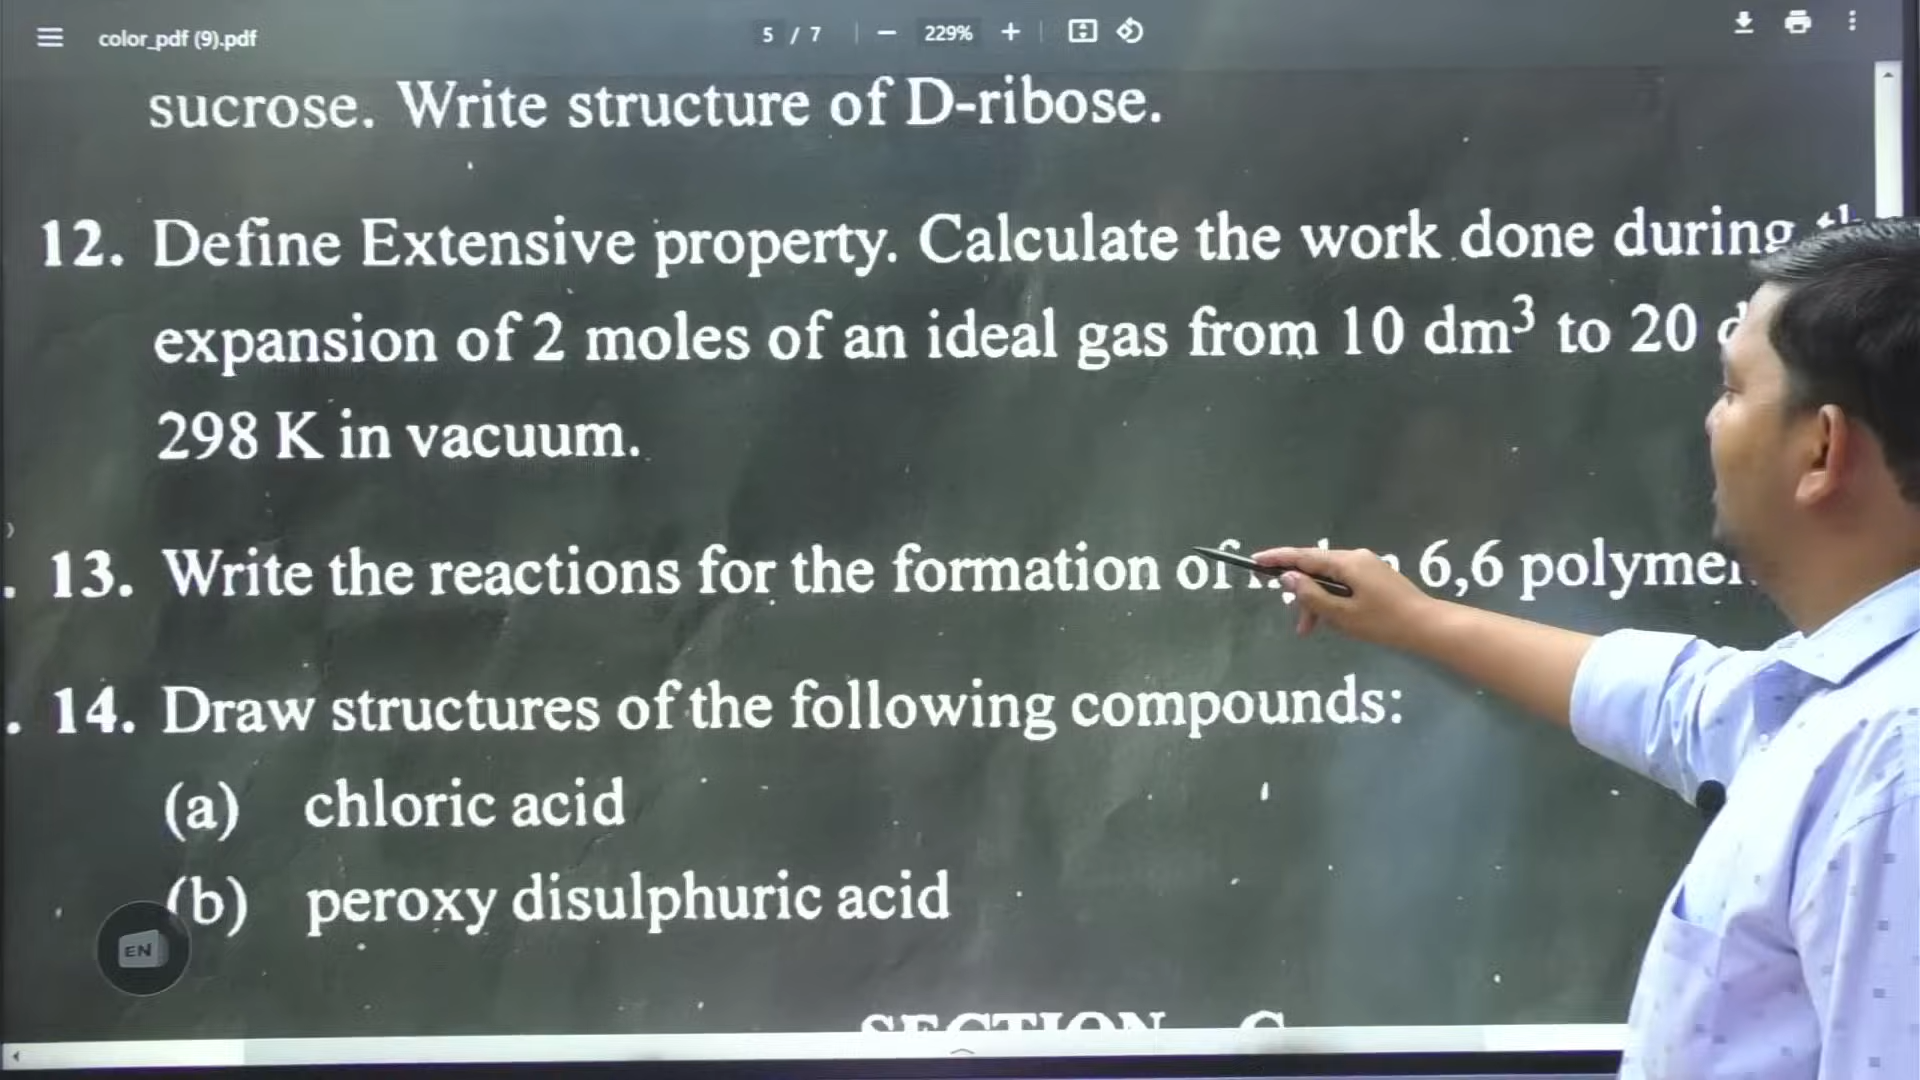 color_pdf (9).pdf
5 / 7
229%
sucrose. Write structure of D-ribose.
12. Define Extensive property. Calculate the work done during
expansion of 2 moles of an ideal gas from 10 dm³ to 20
298 K in vacuum.
13. Write the reactions for the formation of 6,6 polymer
14. Draw structures of the following compounds:
(a) chloric acid
(b) peroxy disulphuric acid
EN
SECTION C